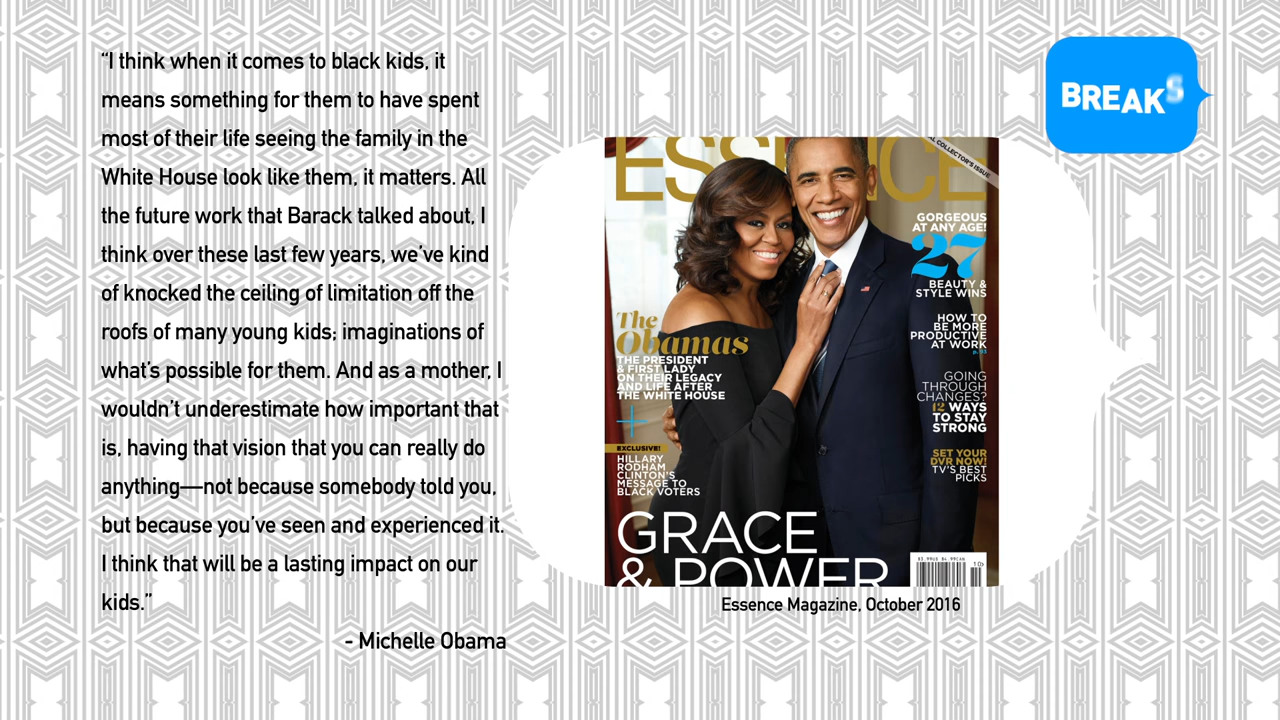 “I think when it comes to black kids, it
means something for them to have spent
most of their life seeing the family in the
White House look like them, it matters. All
the future work that Barack talked about, I
think over these last few years, we’ve kind
of knocked the ceiling of limitation off the
roofs of many young kids; imaginations of
what’s possible for them. And as a mother, I
wouldn’t underestimate how important that
is, having that vision that you can really do
anything—not because somebody told you,
but because you’ve seen and experienced it.
I think that will be a lasting impact on our
kids.”
- Michelle Obama
BREAKS
ESSENCE
COLLECTOR'S ISSUE
GORGEOUS
AT ANY AGE!
27
BEAUTY &
STYLE WINS
HOW TO
BE MORE
PRODUCTIVE
AT WORK
p. 93
GOING
THROUGH
CHANGES?
12 WAYS
TO STAY
STRONG
SET YOUR
DVR NOW!
TV'S BEST
PICKS
The
Obamas
THE PRESIDENT
& FIRST LADY
ON THEIR LEGACY
AND LIFE AFTER
THE WHITE HOUSE
+
EXCLUSIVE!
HILLARY
RODHAM
CLINTON'S
MESSAGE TO
BLACK VOTERS
GRACE
& POWER
Essence Magazine, October 2016